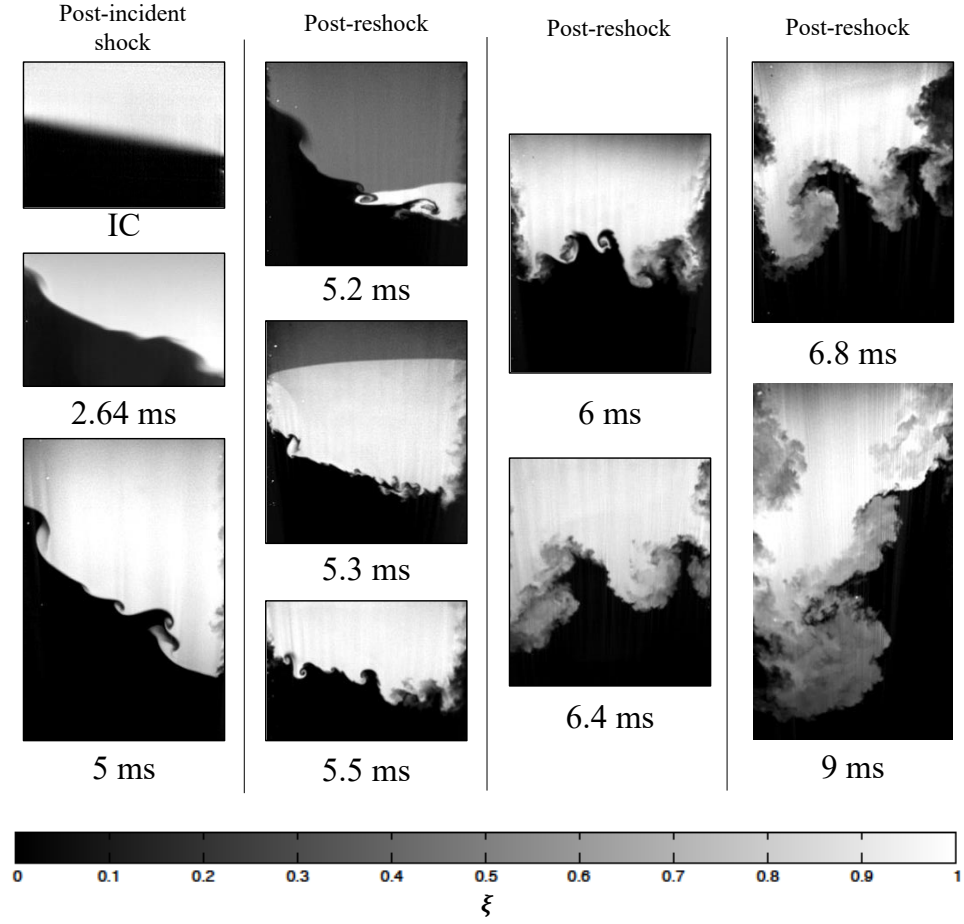 Post-incident
shock
IC
2.64 ms
5 ms
Post-reshock
5.2 ms
5.3 ms
5.5 ms
Post-reshock
6 ms
6.4 ms
Post-reshock
6.8 ms
9 ms
0 0.1 0.2 0.3 0.4 0.5 0.6 0.7 0.8 0.9 1
ξ